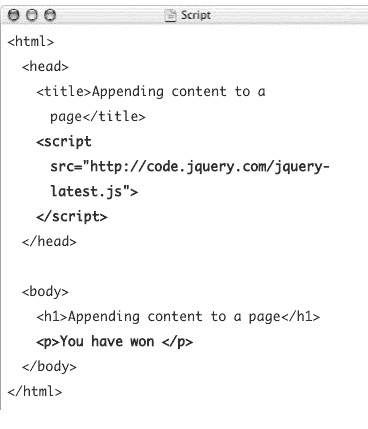 Script
<html>
<head>
<title>Appending content to a
page</title>
<script
src="http://code.jquery.com/jquery-
latest.js">
</script>
</head>
<body>
<h1>Appending content to a page</h1>
<p>You have won </p>
</body>
</html>